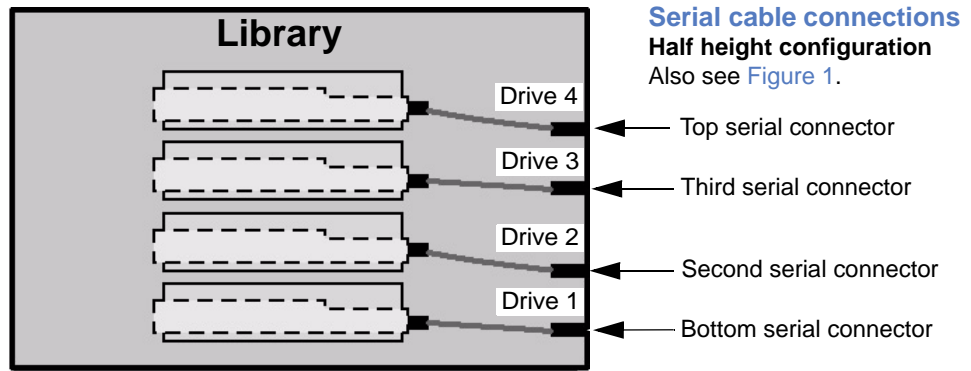 Library
Serial cable connections
Half height configuration
Also see Figure 1.
Drive 4
Top serial connector
Drive 3
Third serial connector
Drive 2
Second serial connector
Drive 1
Bottom serial connector